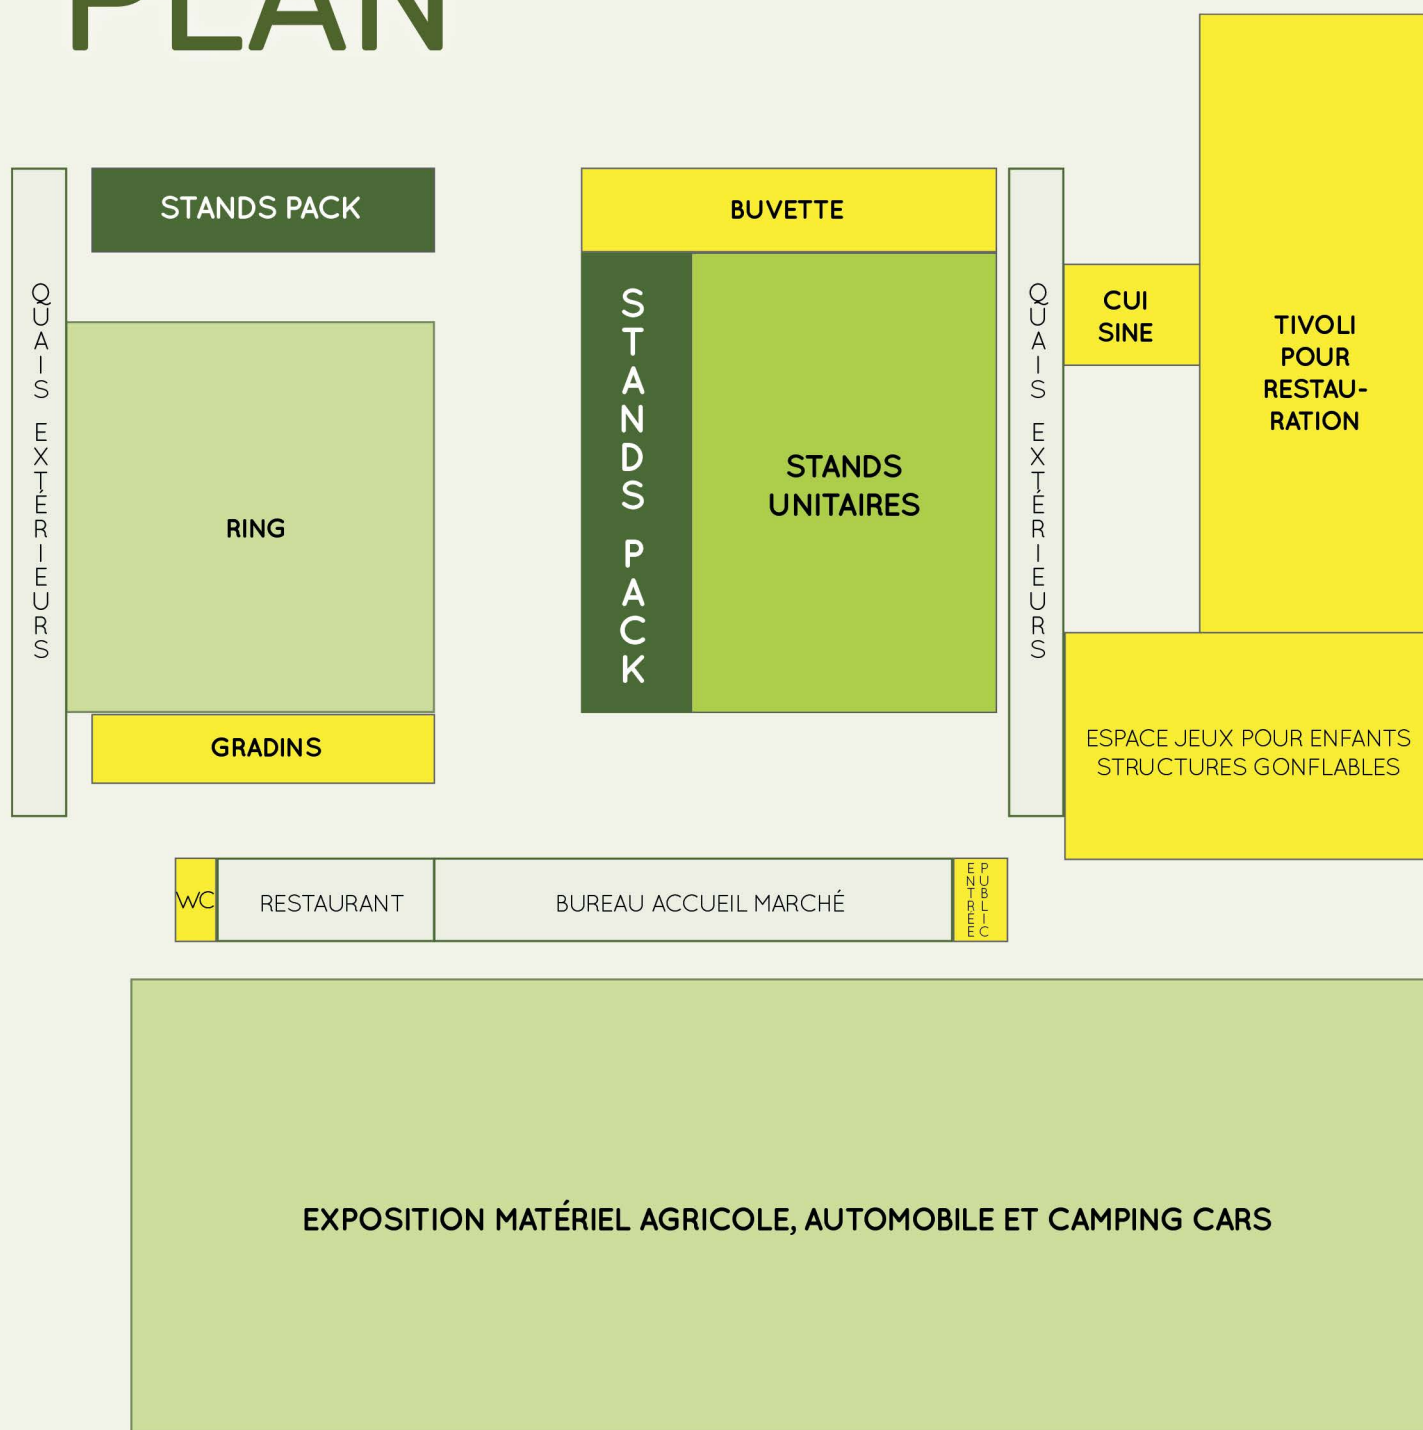 PLAN
STANDS PACK
BUVETTE
QUAIS EXTÉRIEURS
STANDS PACK
QUAIS EXTÉRIEURS
CUI
SINE
TIVOLI
POUR
RESTAU-
RATION
STANDS
UNITAIRES
RING
GRADINS
ESPACE JEUX POUR ENFANTS
STRUCTURES GONFLABLES
WC
RESTAURANT
BUREAU ACCUEIL MARCHÉ
ENTRÉE
PUBLIC
EXPOSITION MATÉRIEL AGRICOLE, AUTOMOBILE ET CAMPING CARS